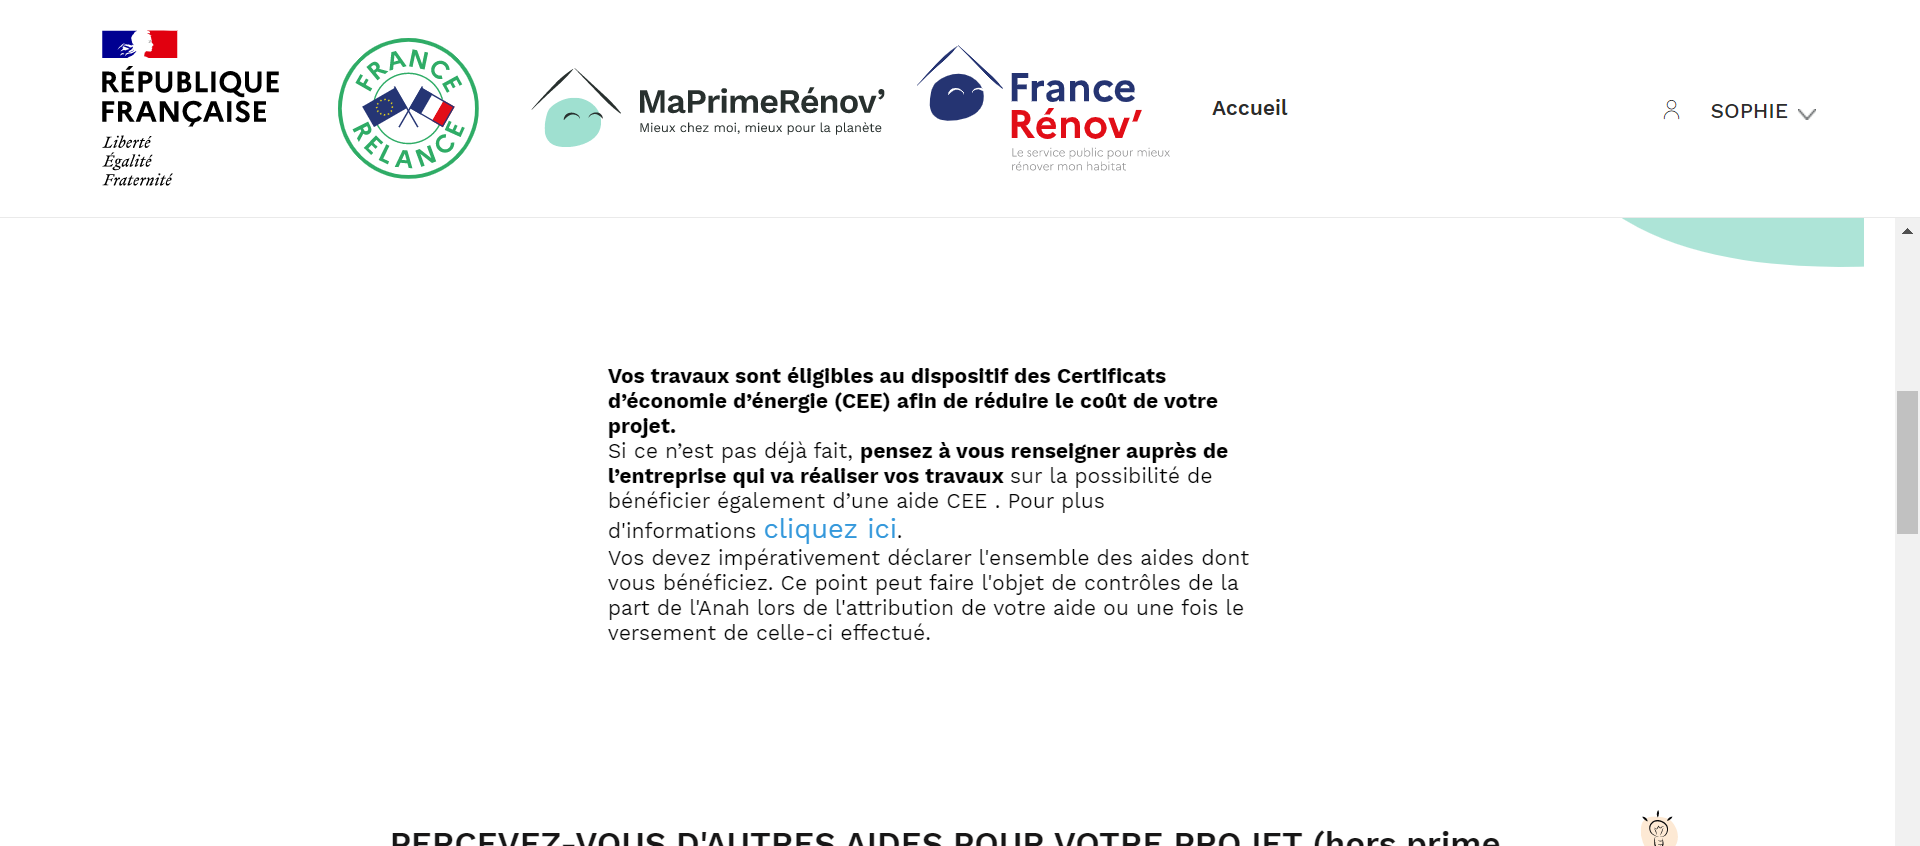 RÉPUBLIQUE
FRANÇAISE
Liberté
Égalité
Fraternité
FRANCE
RELANCE
MaPrimeRénov’
Mieux chez moi, mieux pour la planète
France
Rénov’
Le service public pour mieux
rénover mon habitat
Accueil
SOPHIE
Vos travaux sont éligibles au dispositif des Certificats
d’économie d’énergie (CEE) afin de réduire le coût de votre
projet.
Si ce n’est pas déjà fait, pensez à vous renseigner auprès de
l’entreprise qui va réaliser vos travaux sur la possibilité de
bénéficier également d’une aide CEE . Pour plus
d'informations cliquez ici.
Vos devez impérativement déclarer l'ensemble des aides dont
vous bénéficiez. Ce point peut faire l'objet de contrôles de la
part de l'Anah lors de l'attribution de votre aide ou une fois le
versement de celle-ci effectué.
PERCEVEZ-VOUS D'AUTRES AIDES POUR VOTRE PROJET (hors prime